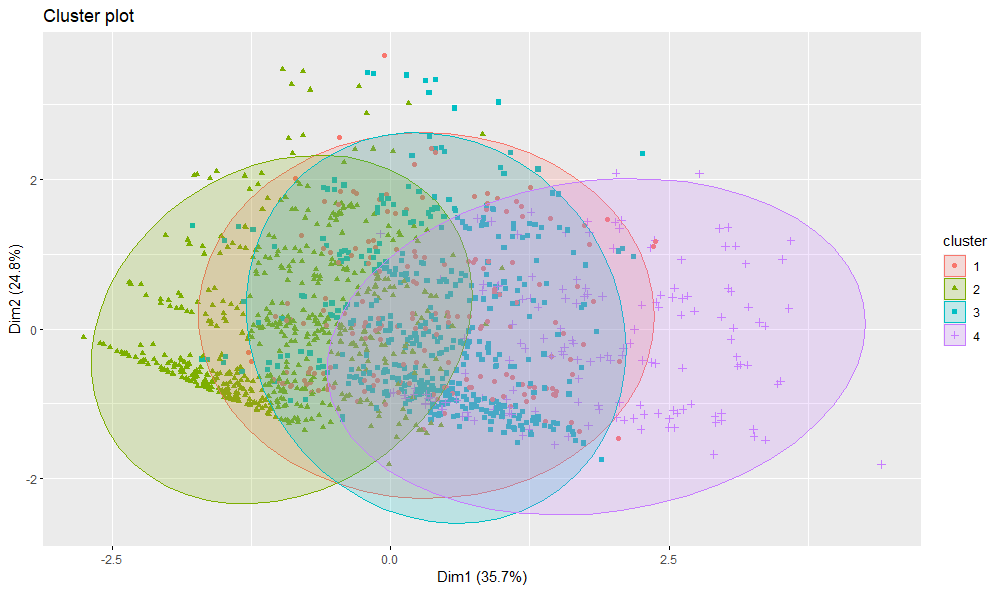 Cluster plot
Dim2 (24.8%)
2
0
-2
-2.5
0.0
2.5
Dim1 (35.7%)
cluster
1
2
3
4